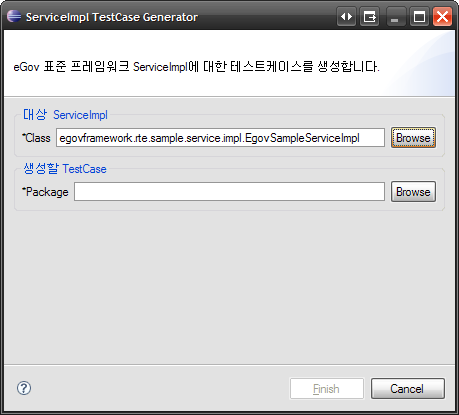 ServiceImpl TestCase Generator
eGov 표준 프레임워크 ServiceImpl에 대한 테스트케이스를 생성합니다.
대상 ServiceImpl
*Class egovframework.rte.sample.service.impl.EgovSampleServiceImpl Browse
생성할 TestCase
*Package Browse
? Finish Cancel